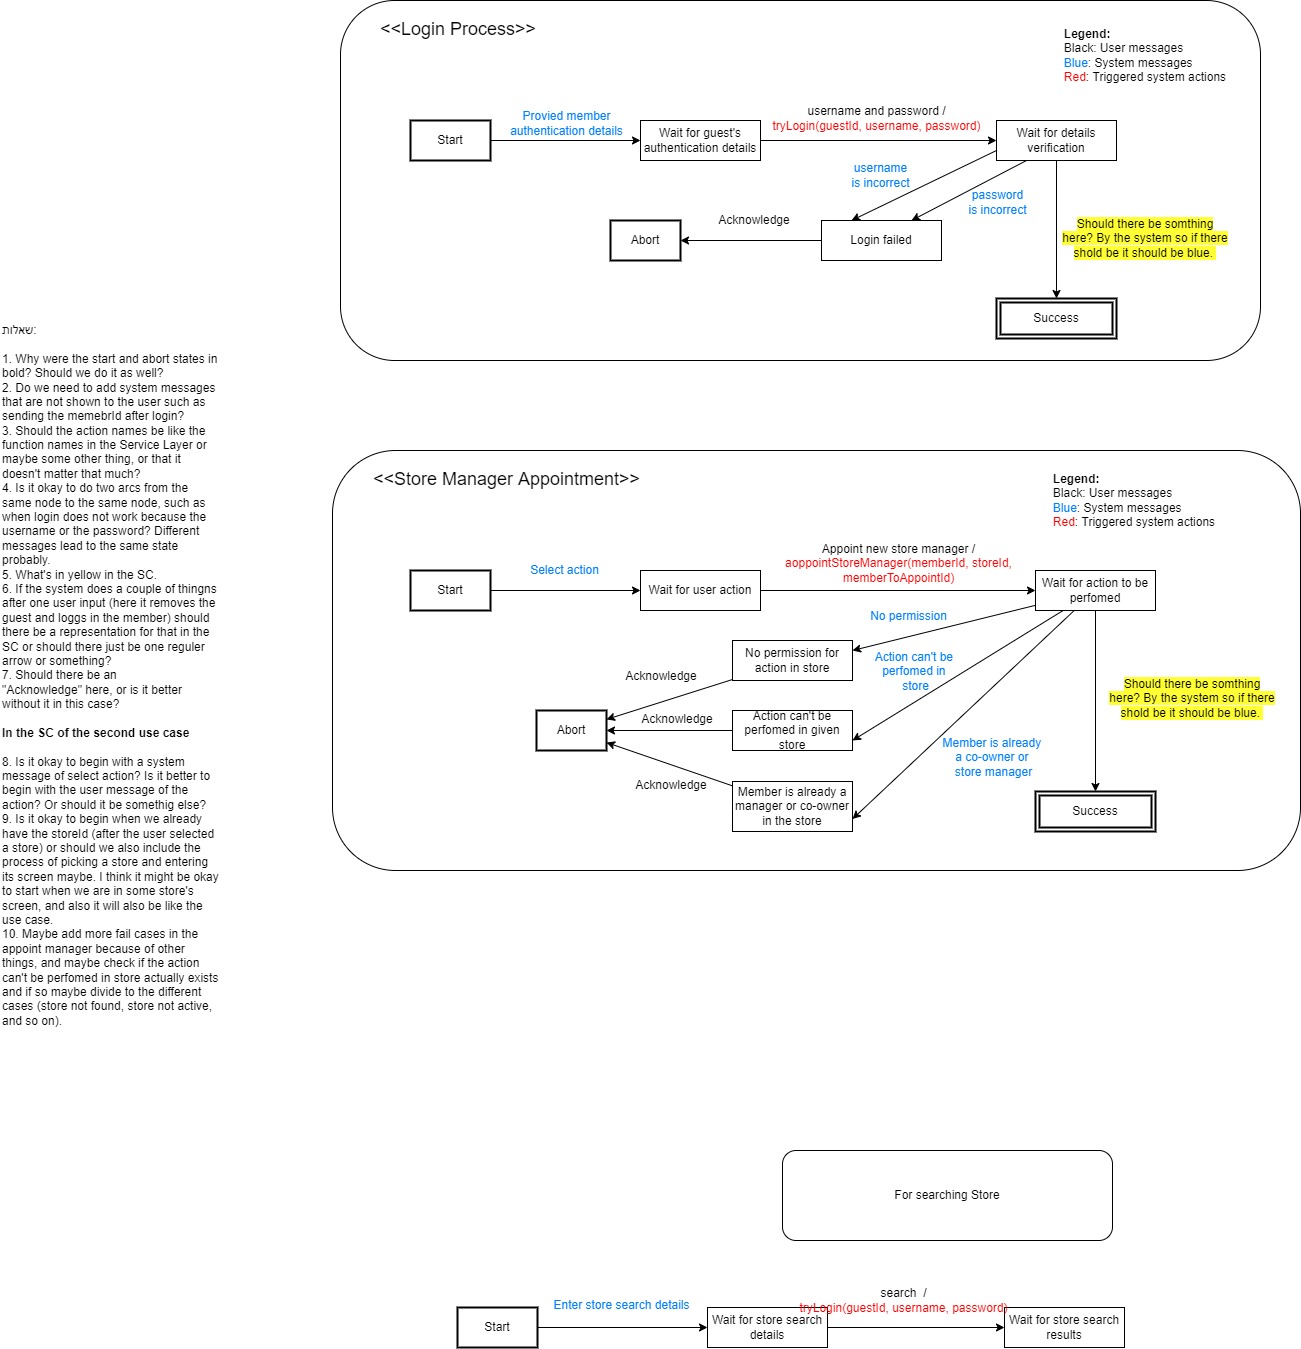 <<Login Process>>
Legend:
Black: User messages
Blue: System messages
Red: Triggered system actions
Start
Provied member
authentication details
Wait for guest's
authentication details
username and password /
tryLogin(guestId, username, password)
Wait for details
verification
username
is incorrect
password
is incorrect
Abort
Acknowledge
Login failed
Should there be somthing
here? By the system so if there
shold be it should be blue.
Success
שאלות:
1. Why were the start and abort states in
bold? Should we do it as well?
2. Do we need to add system messages
that are not shown to the user such as
sending the memebrId after login?
3. Should the action names be like the
function names in the Service Layer or
maybe some other thing, or that it
doesn't matter that much?
4. Is it okay to do two arcs from the
same node to the same node, such as
when login does not work because the
username or the password? Different
messages lead to the same state
probably.
5. What's in yellow in the SC.
6. If the system does a couple of thingns
after one user input (here it removes the
guest and loggs in the member) should
there be a representation for that in the
SC or should there just be one reguler
arrow or something?
7. Should there be an
"Acknowledge" here, or is it better
without it in this case?
In the SC of the second use case
8. Is it okay to begin with a system
message of select action? Is it better to
begin with the user message of the
action? Or should it be somethig else?
9. Is it okay to begin when we already
have the storeId (after the user selected
a store) or should we also include the
process of picking a store and entering
its screen maybe. I think it might be okay
to start when we are in some store's
screen, and also it will also be like the
use case.
10. Maybe add more fail cases in the
appoint manager because of other
things, and maybe check if the action
can't be perfomed in store actually exists
and if so maybe divide to the different
cases (store not found, store not active,
and so on).
<<Store Manager Appointment>>
Legend:
Black: User messages
Blue: System messages
Red: Triggered system actions
Start
Select action
Wait for user action
Appoint new store manager /
aoppointStoreManager(memberId, storeId,
memberToAppointId)
Wait for action to be
perfomed
No permission
No permission for
action in store
Action can't be
perfomed in
store
Acknowledge
Abort
Acknowledge
Action can't be
perfomed in given
store
Should there be somthing
here? By the system so if there
shold be it should be blue.
Member is already
a co-owner or
store manager
Acknowledge
Member is already a
manager or co-owner
in the store
Success
For searching Store
Start
Enter store search details
Wait for store search
details
search /
tryLogin(guestId, username, password)
Wait for store search
results